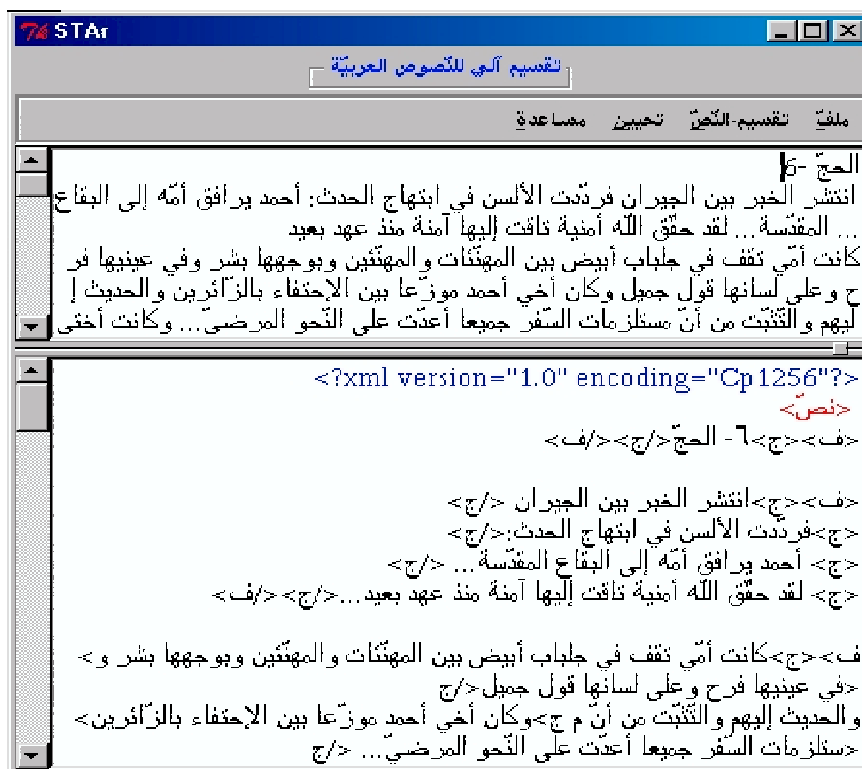 STAr
تقسيم آلي للنّصوص العربيّة
ملفّ تقسيم-النّصّ تحيين مساعدة
الحجّ -6
انتشر الخبر بين الجيران فردّدت الألسن في ابتهاج الحدث: أحمد يرافق أمّه إلى البقاع
... المقدّسة... لقد حقّق اللّه أمنية تاقت إليها آمنة منذ عهد بعيد
كانت أمّي تقف في جلباب أبيض بين المهنّئات والمهنّئين وبوجهها بشر وفي عينيها فر
ح وعلى لسانها قول جميل وكان أخي أحمد موزّعا بين الإحتفاء بالزّائرين والحديث إ
ليهم والتّثبّت من أنّ مستلزمات السّفر جميعا أعدّت على النّحو المرضيّ... وكانت أختي
<?xml version="1.0" encoding="Cp1256"?>
<نصّ>
<ف><ج>٦- الحجّ</ج></ف>
<ف><ج>انتشر الخبر بين الجيران </ج>
<ج>فردّدت الألسن في ابتهاج الحدث:</ج>
<ج> أحمد يرافق أمّه إلى البقاع المقدّسة... </ج>
<ج> لقد حقّق اللّه أمنية تاقت إليها آمنة منذ عهد بعيد...</ج></ف>
ف><ج>كانت أمّي تقف في جلباب أبيض بين المهنّئات والمهنّئين وبوجهها بشر و>
<في عينيها فرح وعلى لسانها قول جميل</ج
والحديث إليهم والتّثبّت من أنّ م ج>وكان أخي أحمد موزّعا بين الإحتفاء بالزّائرين>
<ستلزمات السّفر جميعا أعدّت على النّحو المرضيّ... </ج